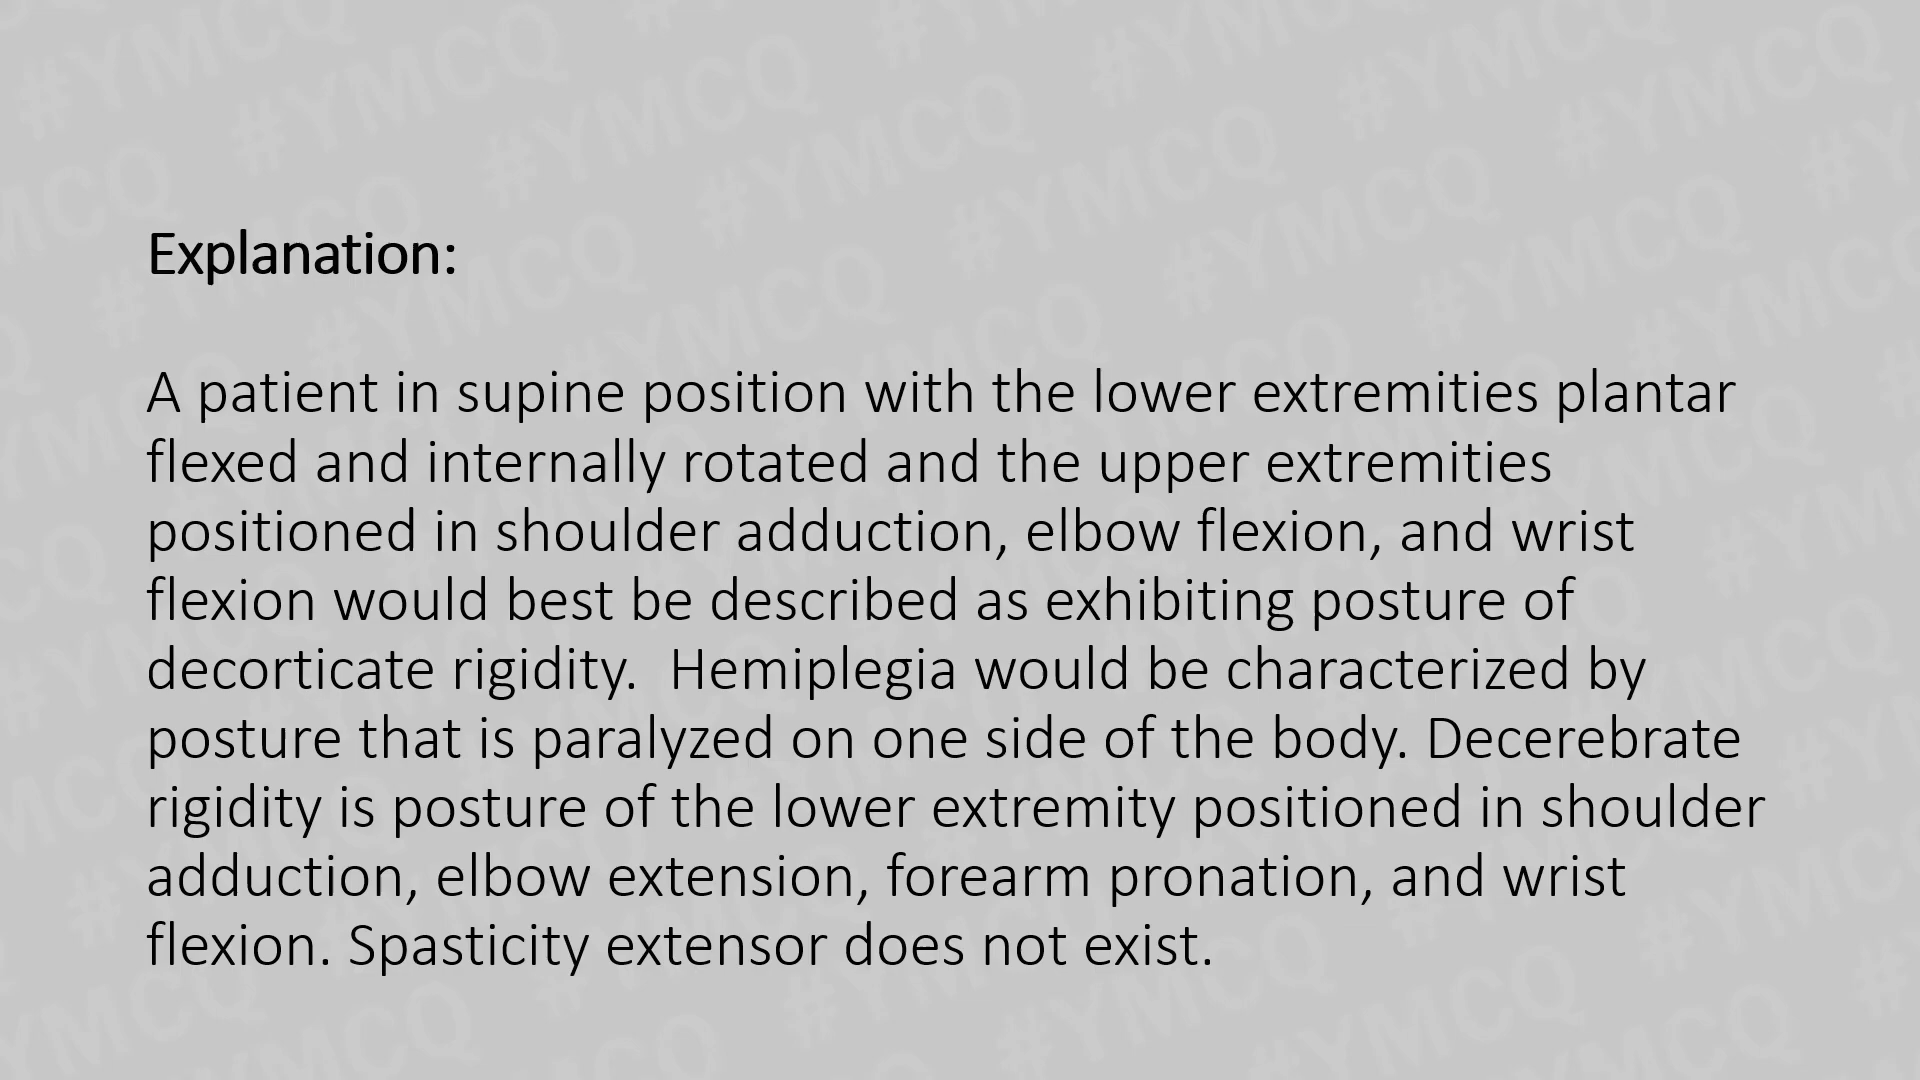 Explanation:
A patient in supine position with the lower extremities plantar
flexed and internally rotated and the upper extremities
positioned in shoulder adduction, elbow flexion, and wrist
flexion would best be described as exhibiting posture of
decorticate rigidity.  Hemiplegia would be characterized by
posture that is paralyzed on one side of the body. Decerebrate
rigidity is posture of the lower extremity positioned in shoulder
adduction, elbow extension, forearm pronation, and wrist
flexion. Spasticity extensor does not exist.
#YMCQ